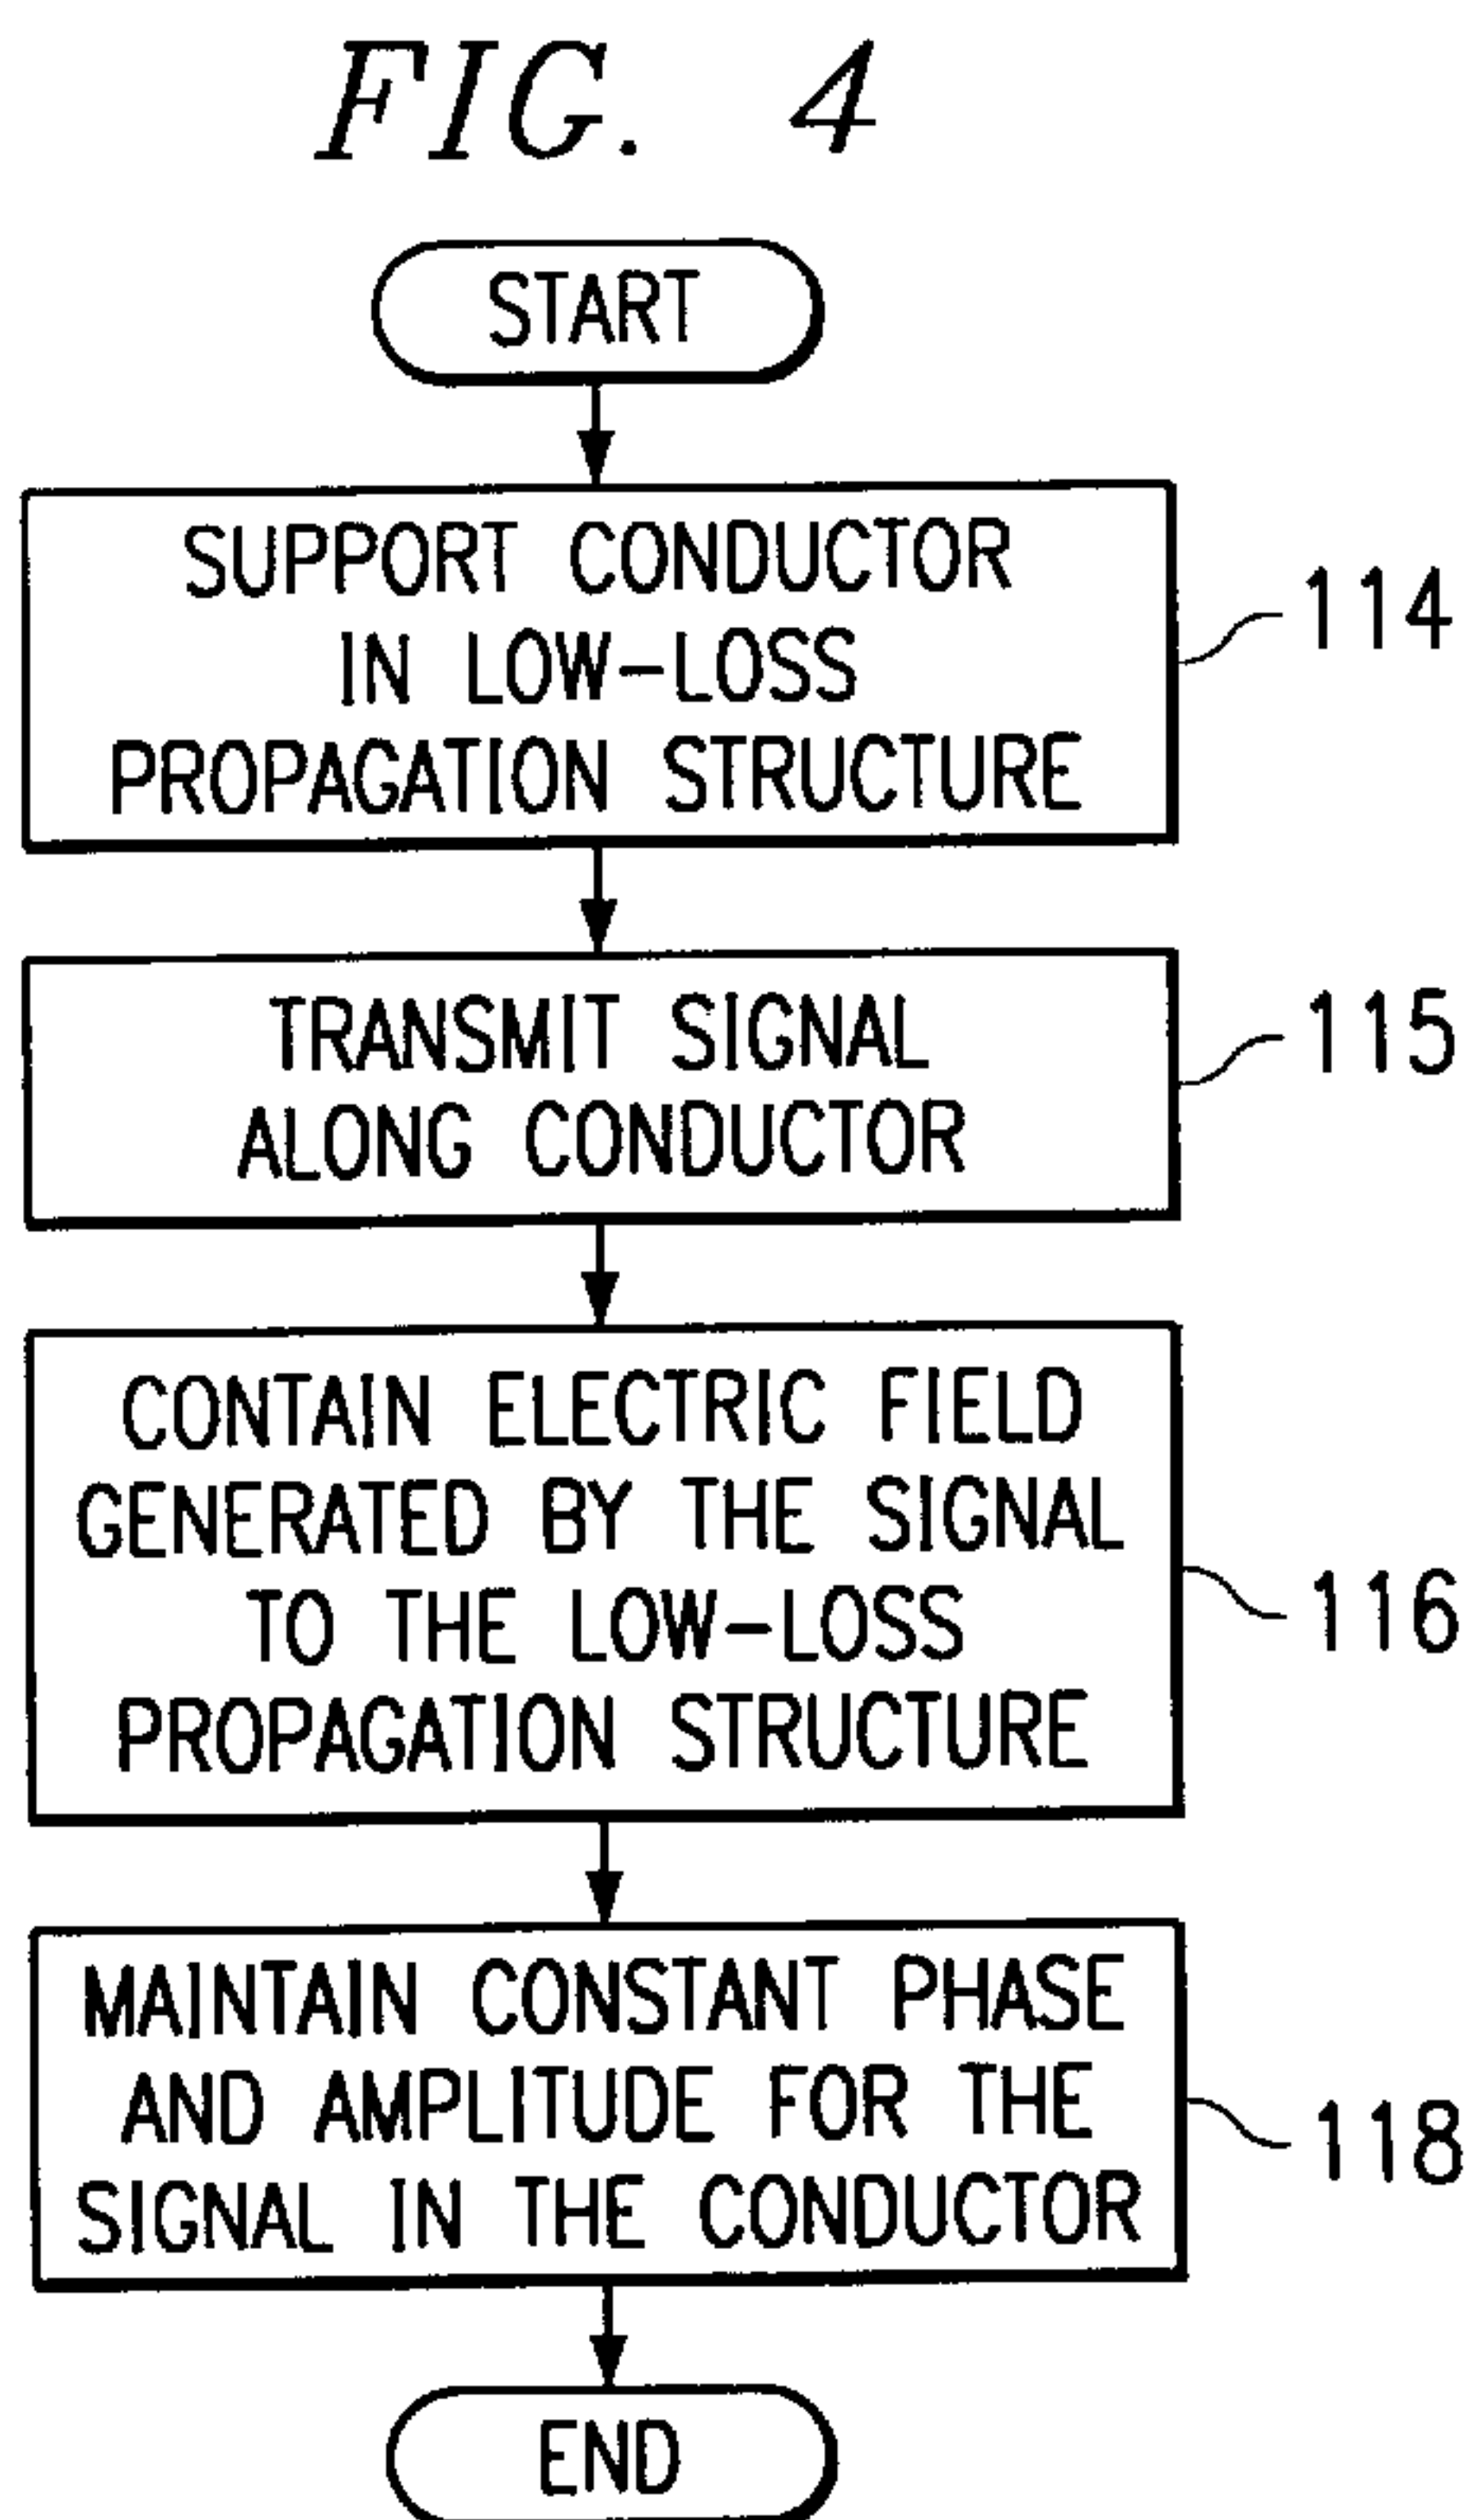 FIG. 4
START
SUPPORT CONDUCTOR
IN LOW-LOSS
PROPAGATION STRUCTURE
114
TRANSMIT SIGNAL
ALONG CONDUCTOR
115
CONTAIN ELECTRIC FIELD
GENERATED BY THE SIGNAL
TO THE LOW-LOSS
PROPAGATION STRUCTURE
116
MAINTAIN CONSTANT PHASE
AND AMPLITUDE FOR THE
SIGNAL IN THE CONDUCTOR
118
END